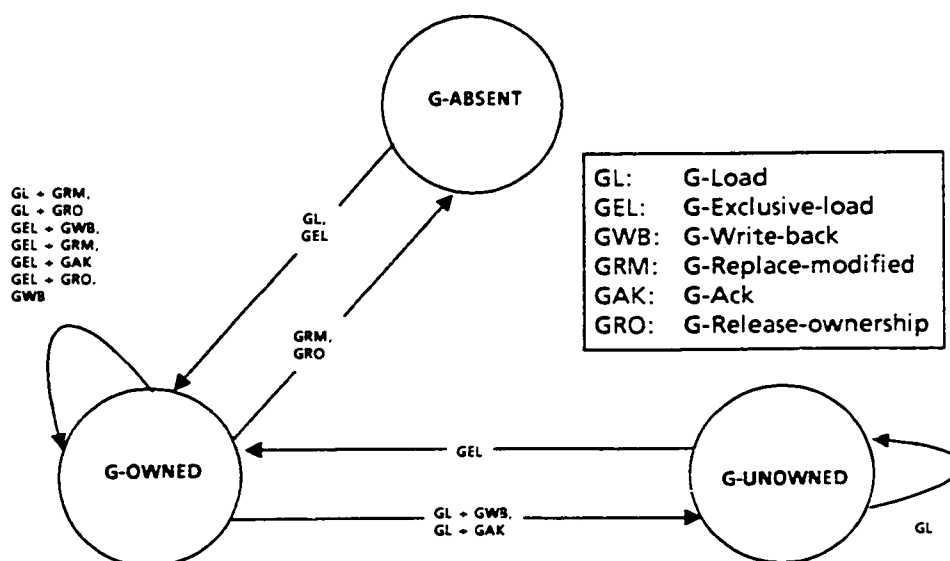 G-ABSENT
GL + GRM,
GL + GRO
GEL + GWB,
GEL + GRM,
GEL + GAK
GEL + GRO,
GWB
GL,
GEL
GRM,
GRO
GL: G-Load
GEL: G-Exclusive-load
GWB: G-Write-back
GRM: G-Replace-modified
GAK: G-Ack
GRO: G-Release-ownership
G-OWNED
GEL
G-UNOWNED
GL + GWB,
GL + GAK
GL